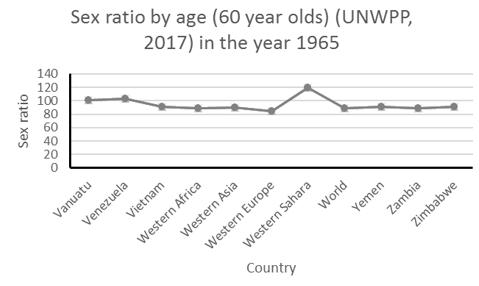 Sex ratio by age (60 year olds) (UNWPP,
2017) in the year 1965
140
120
100
80
60
40
20
0
Sex ratio
Vanuatu
Venezuela
Vietnam
Western Africa
Western Asia
Western Europe
Western Sahara
World
Yemen
Zambia
Zimbabwe
Country